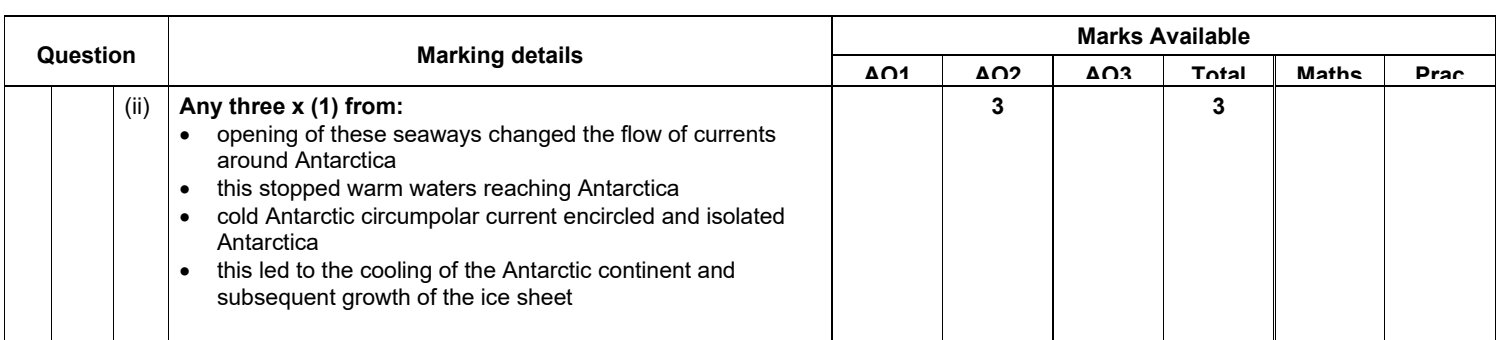 Question Marking details Marks Available
AO1 AO2 AO3 Total Maths Prac
(ii) Any three x (1) from: 3 3
• opening of these seaways changed the flow of currents
around Antarctica
• this stopped warm waters reaching Antarctica
• cold Antarctic circumpolar current encircled and isolated
Antarctica
• this led to the cooling of the Antarctic continent and
subsequent growth of the ice sheet